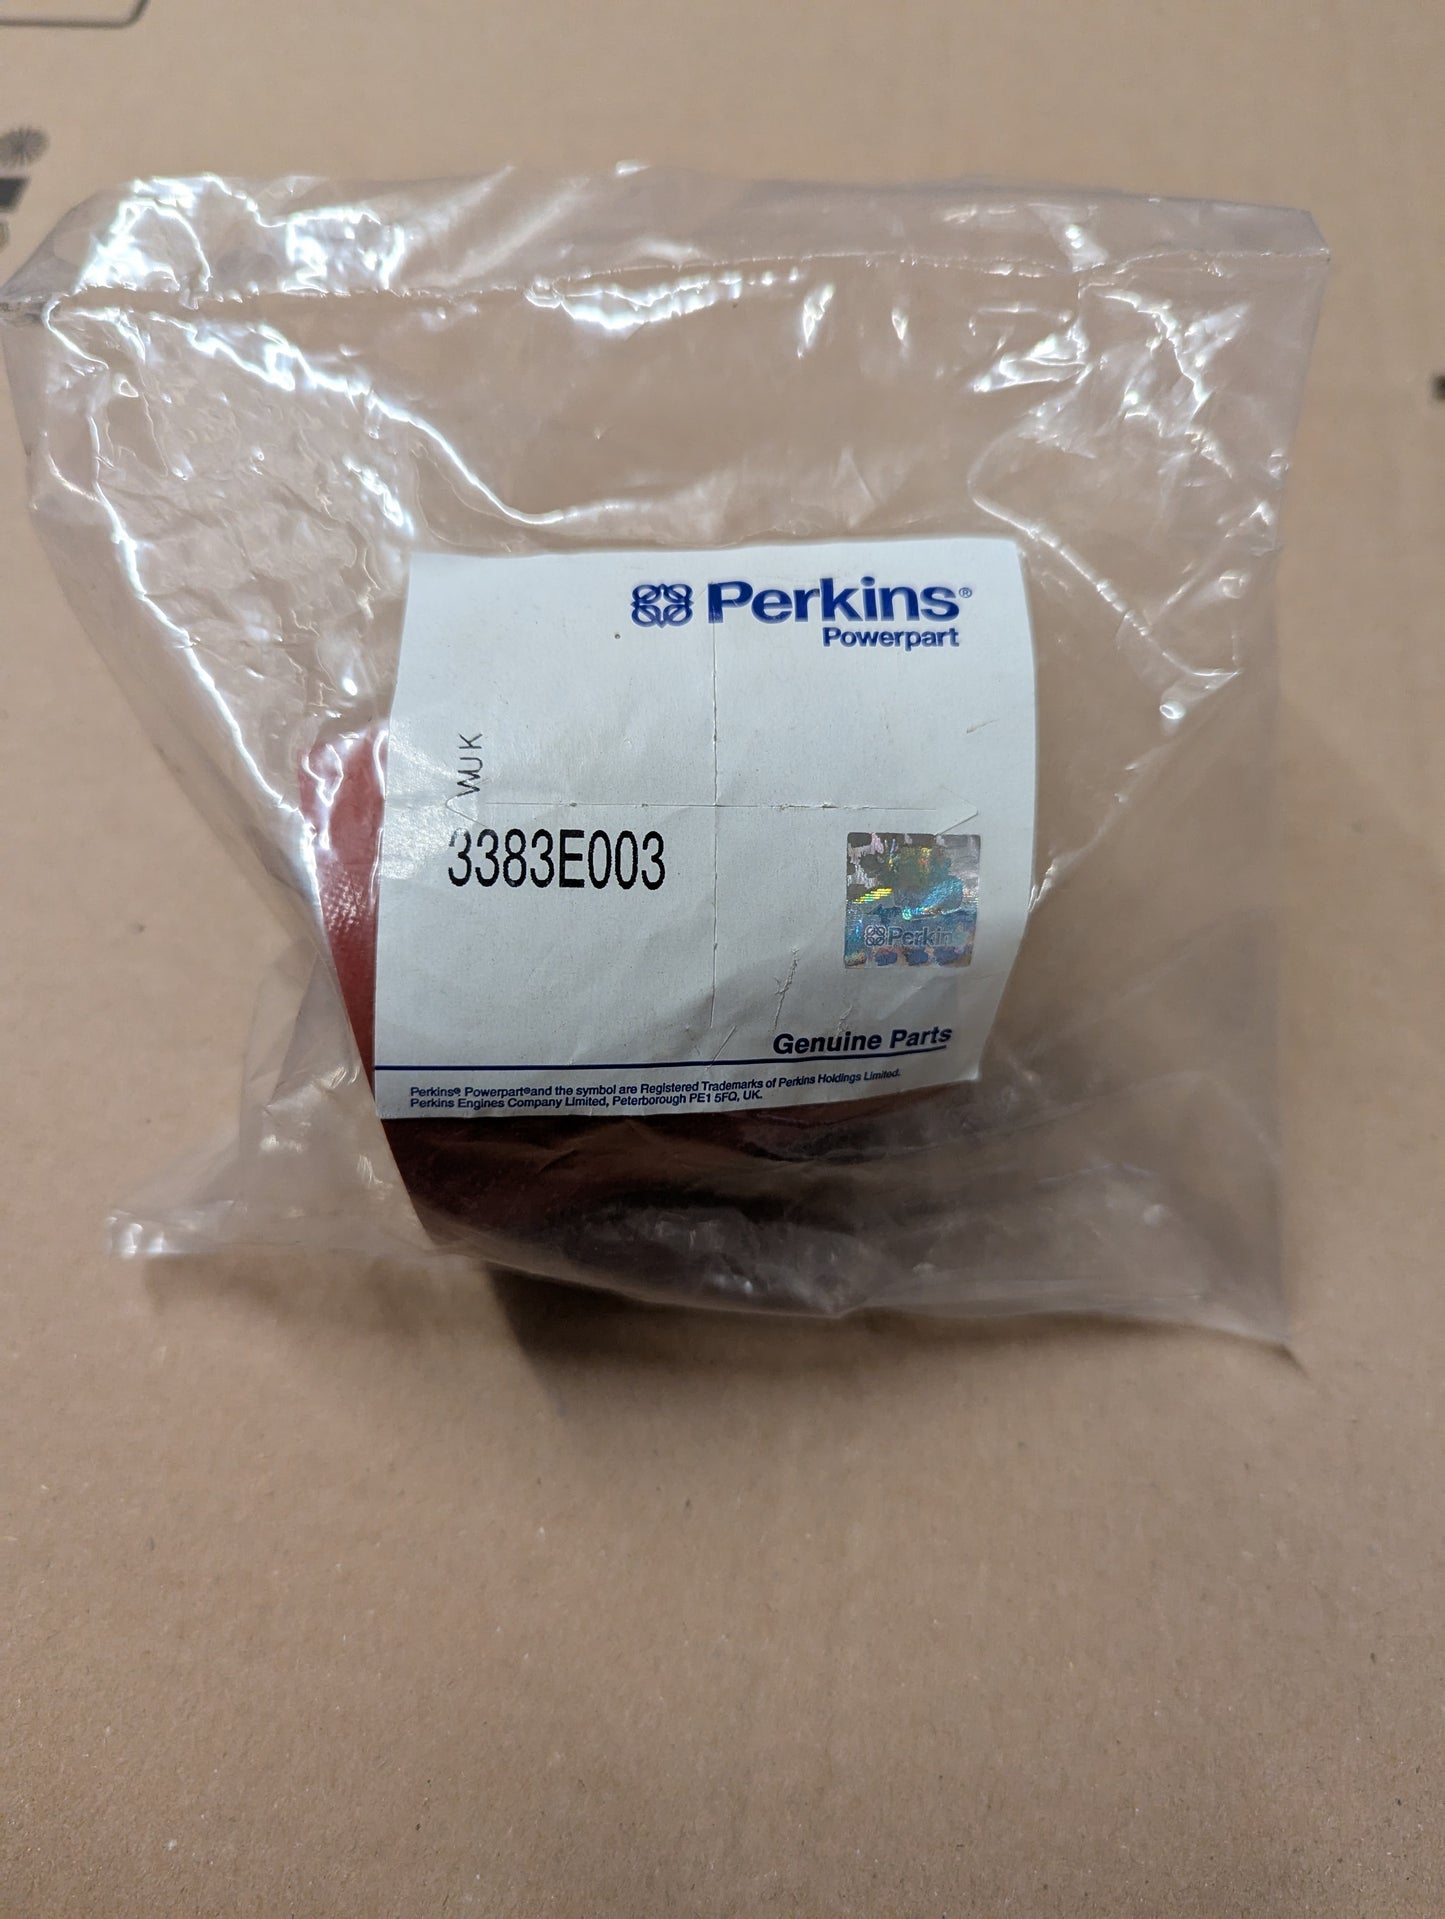 Perkins®
Powerpart
WJK
3383E003
Perkins
Genuine Parts
Perkins® Powerpart®and the symbol are Registered Trademarks of Perkins Holdings Limited.
Perkins Engines Company Limited, Peterborough PE1 5FQ, UK.